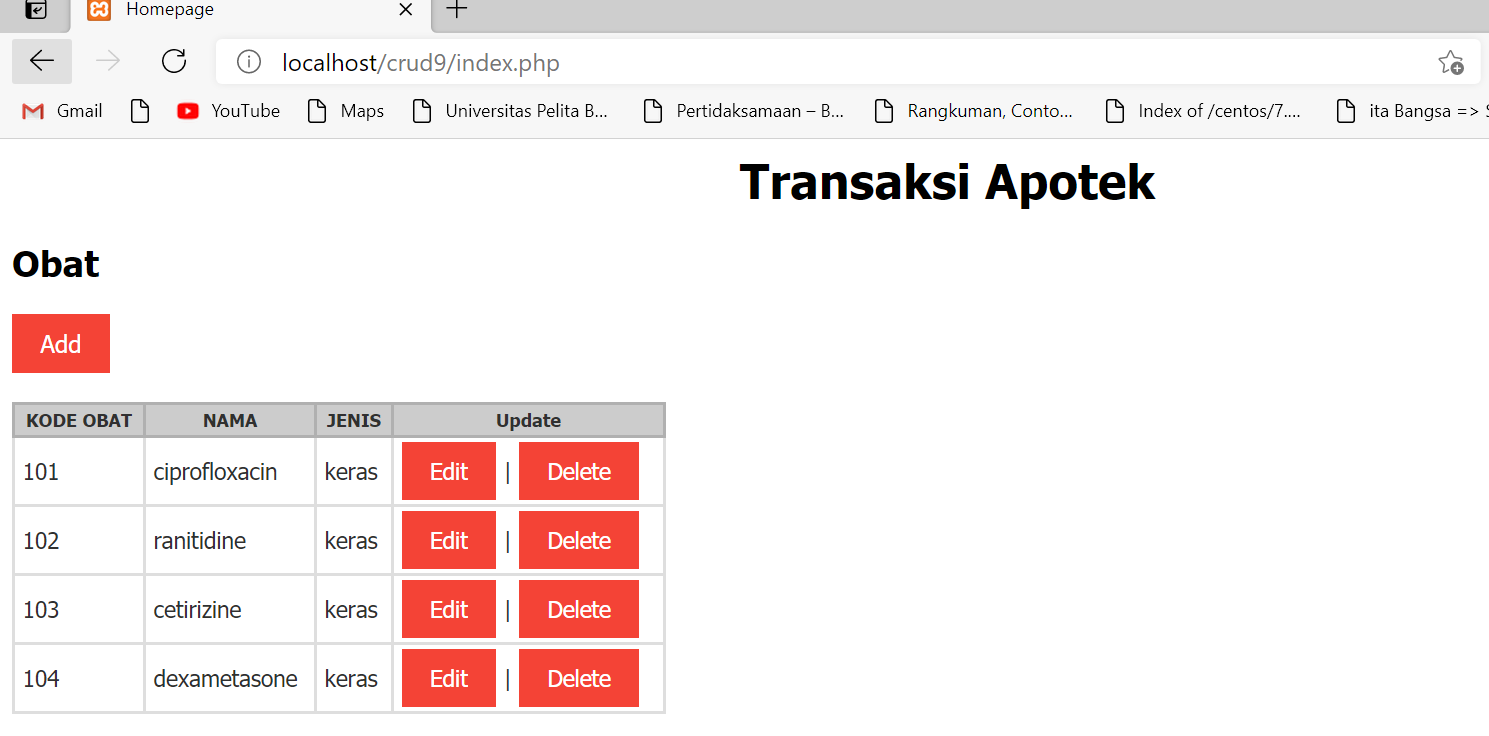 Homepage
localhost/crud9/index.php
Gmail YouTube Maps Universitas Pelita B... Pertidaksamaan – B... Rangkuman, Conto... Index of /centos/7.... ita Bangsa =>
Transaksi Apotek
Obat
Add
KODE OBAT NAMA JENIS Update
101 ciprofloxacin keras Edit | Delete
102 ranitidine keras Edit | Delete
103 cetirizine keras Edit | Delete
104 dexametasone keras Edit | Delete